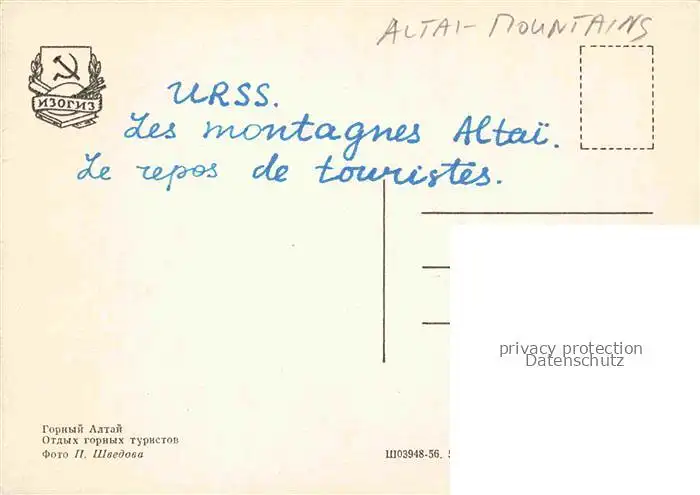 ALTAI-MOUNTAINS
ИЗОГИЗ
URSS.
Les montagnes Altaï.
Le repos de touristes.
privacy protection
Datenschutz
Горный Алтай
Отдых горных туристов
Фото П. Шведова
Ш03948-56.